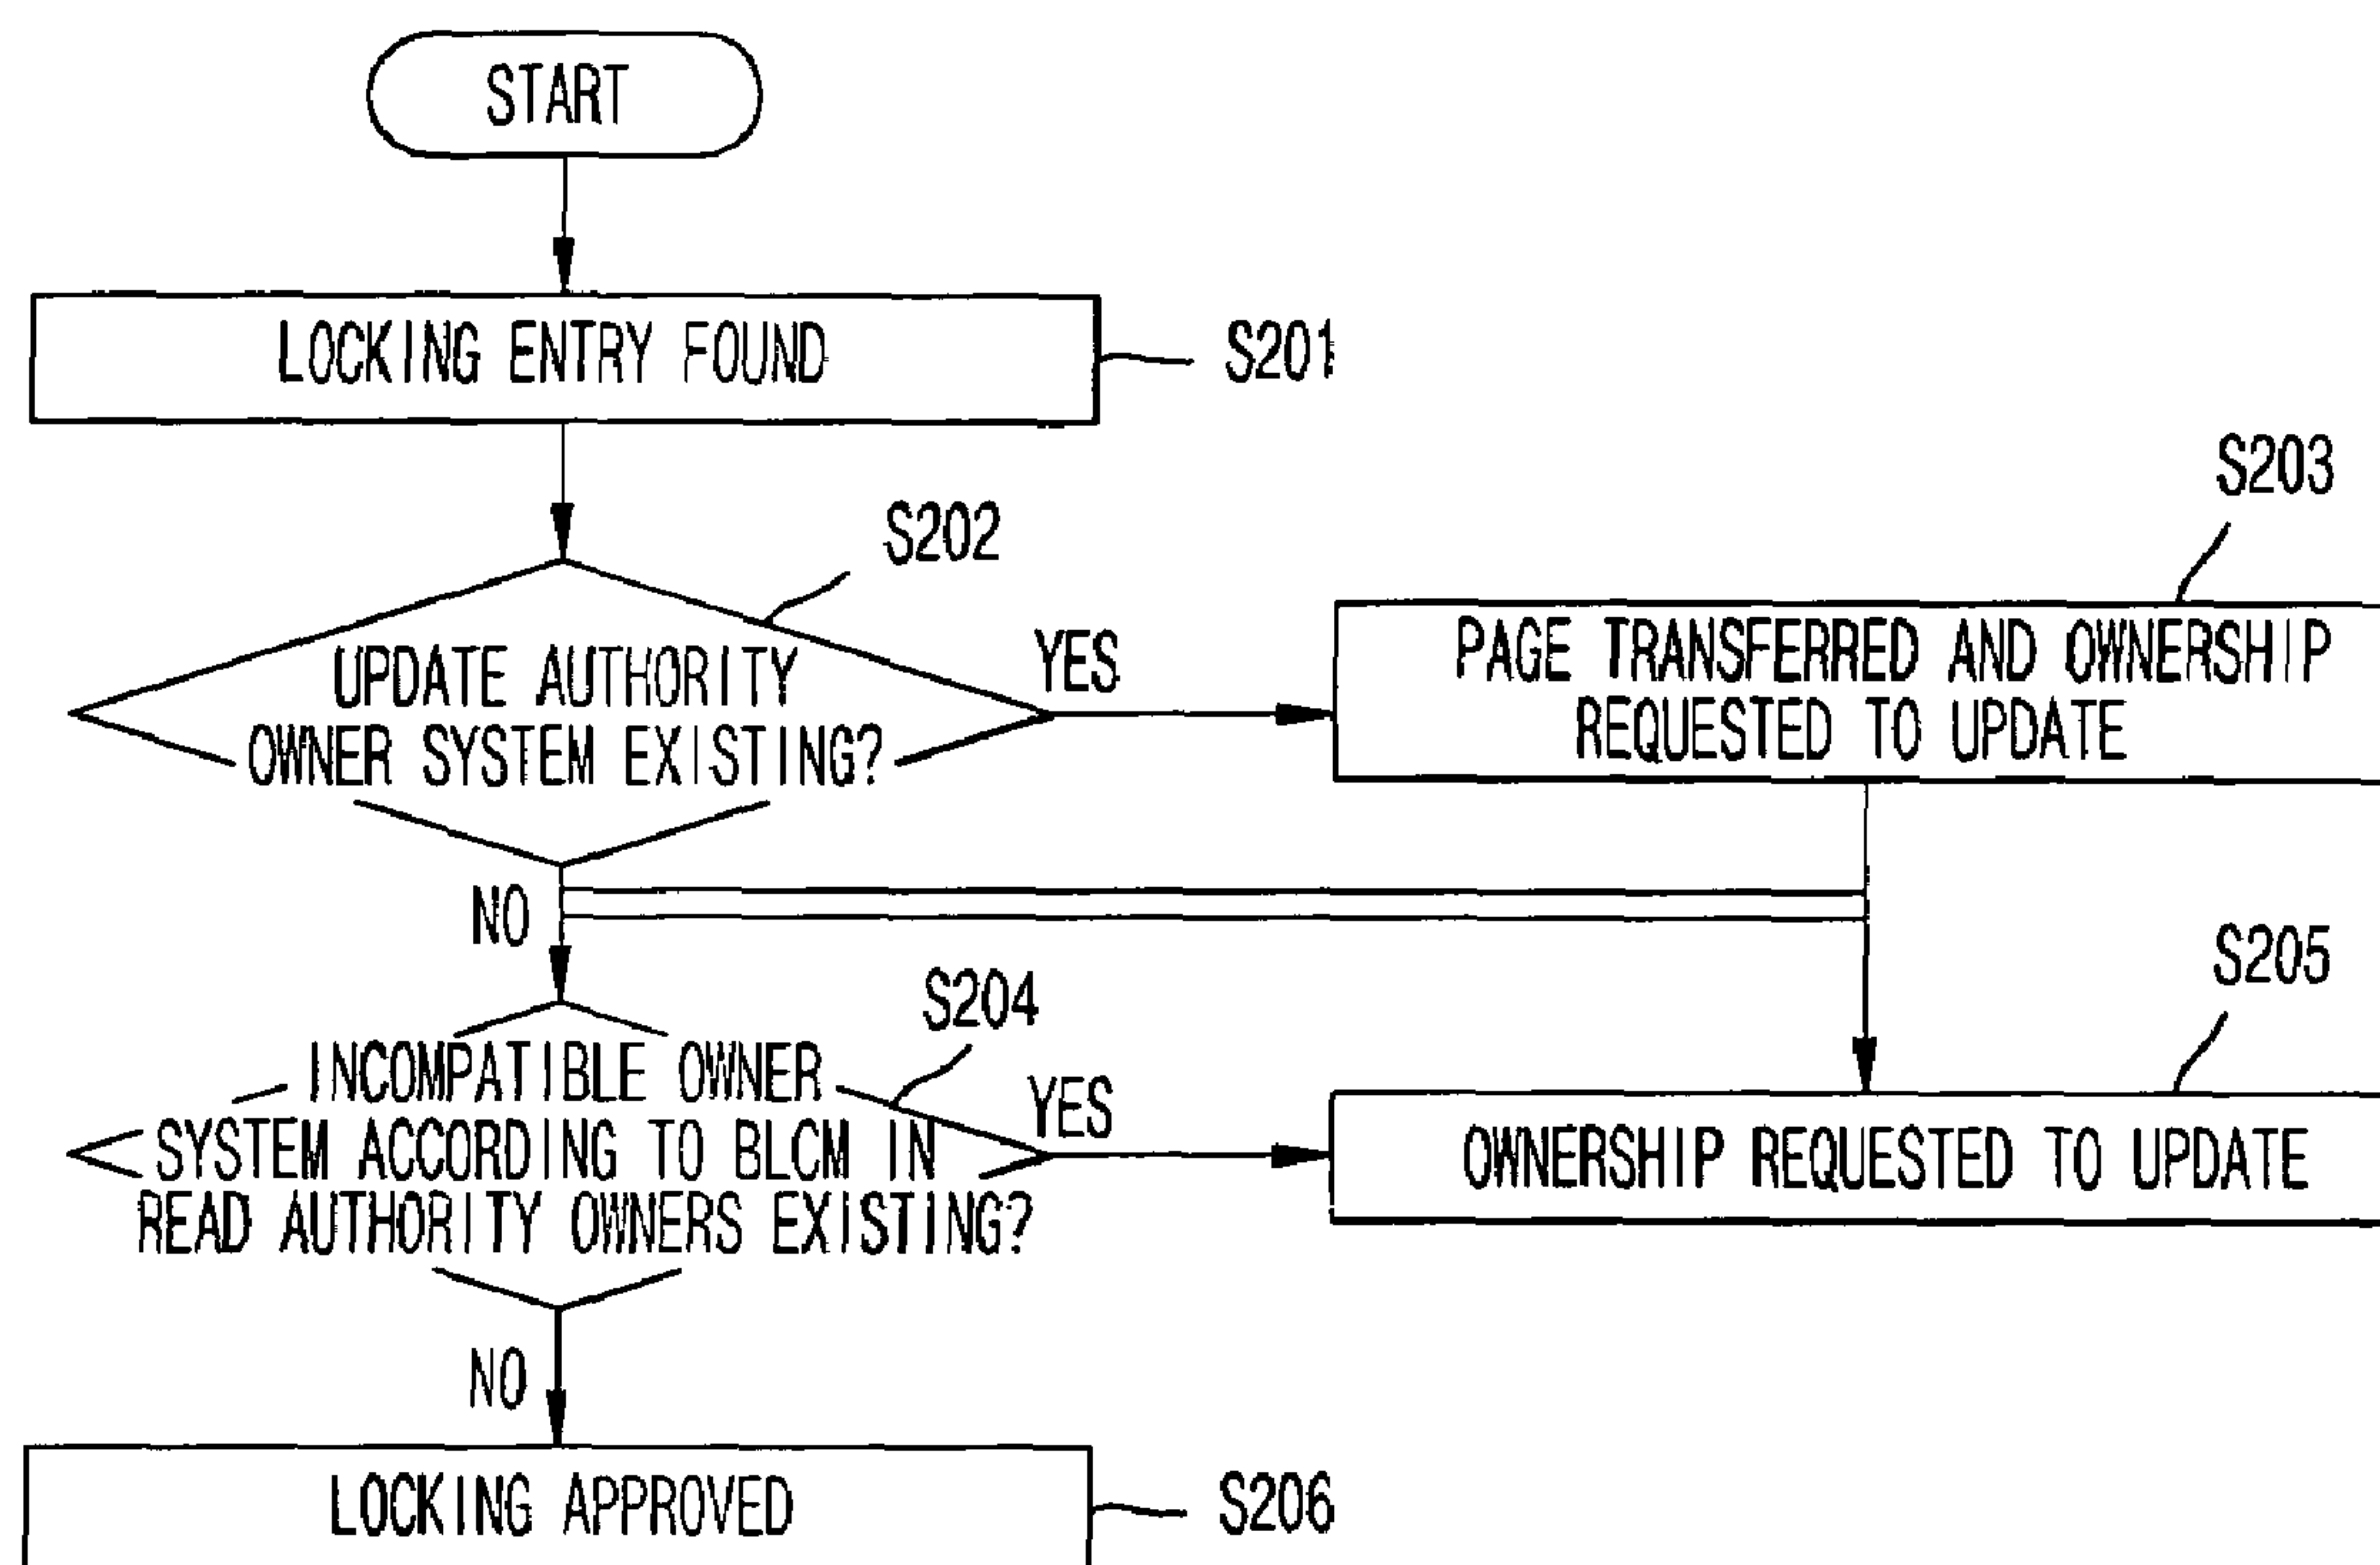 START
LOCKING ENTRY FOUND
S201
S202
UPDATE AUTHORITY
OWNER SYSTEM EXISTING?
YES
S203
PAGE TRANSFERRED AND OWNERSHIP
REQUESTED TO UPDATE
NO
S204
INCOMPATIBLE OWNER
SYSTEM ACCORDING TO BLCM IN
READ AUTHORITY OWNERS EXISTING?
YES
S205
OWNERSHIP REQUESTED TO UPDATE
NO
LOCKING APPROVED
S206